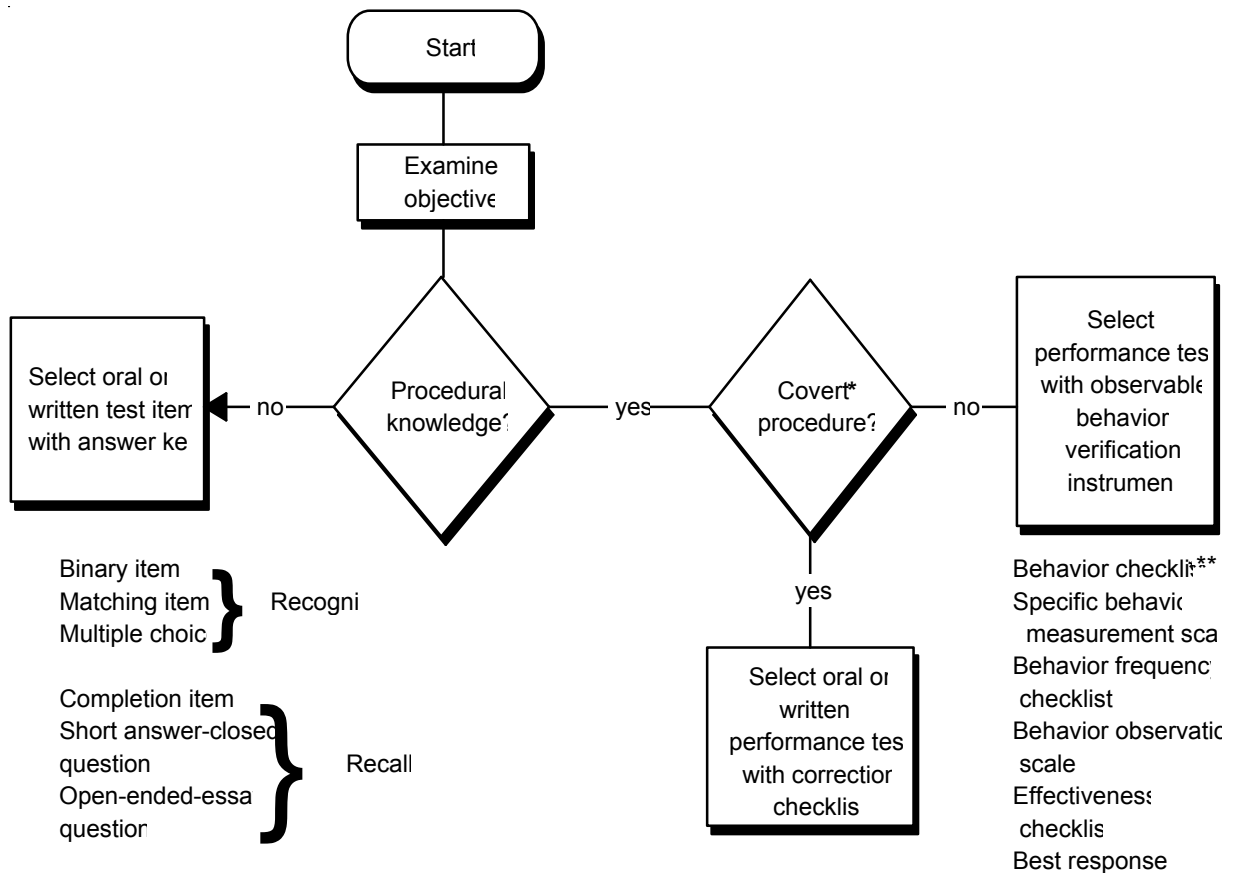 Start
Examine
objective
Procedural
knowledge?
Covert*
procedure?
Select
performance tes
with observable
behavior
verification
instrumen
Select oral or
written test item
with answer ke
no
yes
no
yes
Binary item
Matching item
Multiple choic
Recogni
Completion item
Short answer-closed
question
Open-ended-essa
question
Recall
Select oral or
written
performance tes
with correction
checklis
Behavior checklis**
Specific behavio
measurement sca
Behavior frequency
checklist
Behavior observatio
scale
Effectiveness
checklis
Best response